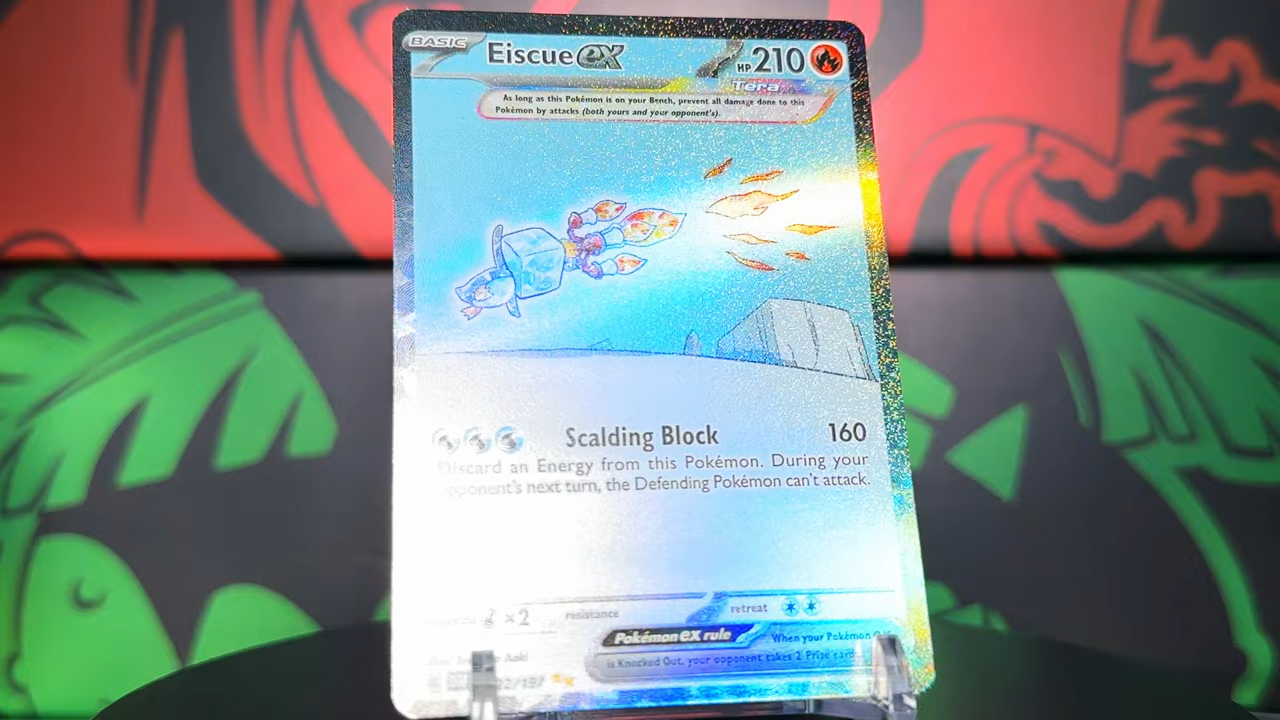 BASIC Eiscue ex HP 210
Tera
As long as this Pokémon is on your Bench, prevent all damage done to this
Pokémon by attacks (both yours and your opponent's).
Scalding Block 160
Discard an Energy from this Pokémon. During your
opponent's next turn, the Defending Pokémon can't attack.
×2 resistance retreat
Pokémon ex rule When your Pokémon
is Knocked Out, your opponent takes 2 Prize card
Aoki
/197